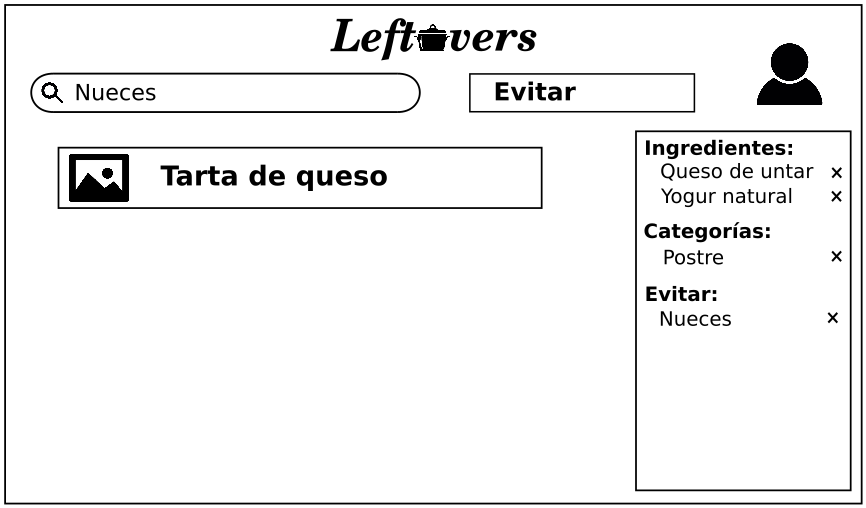 Leftovers
Nueces
Evitar
Tarta de queso
Ingredientes:
Queso de untar ×
Yogur natural ×
Categorías:
Postre ×
Evitar:
Nueces ×